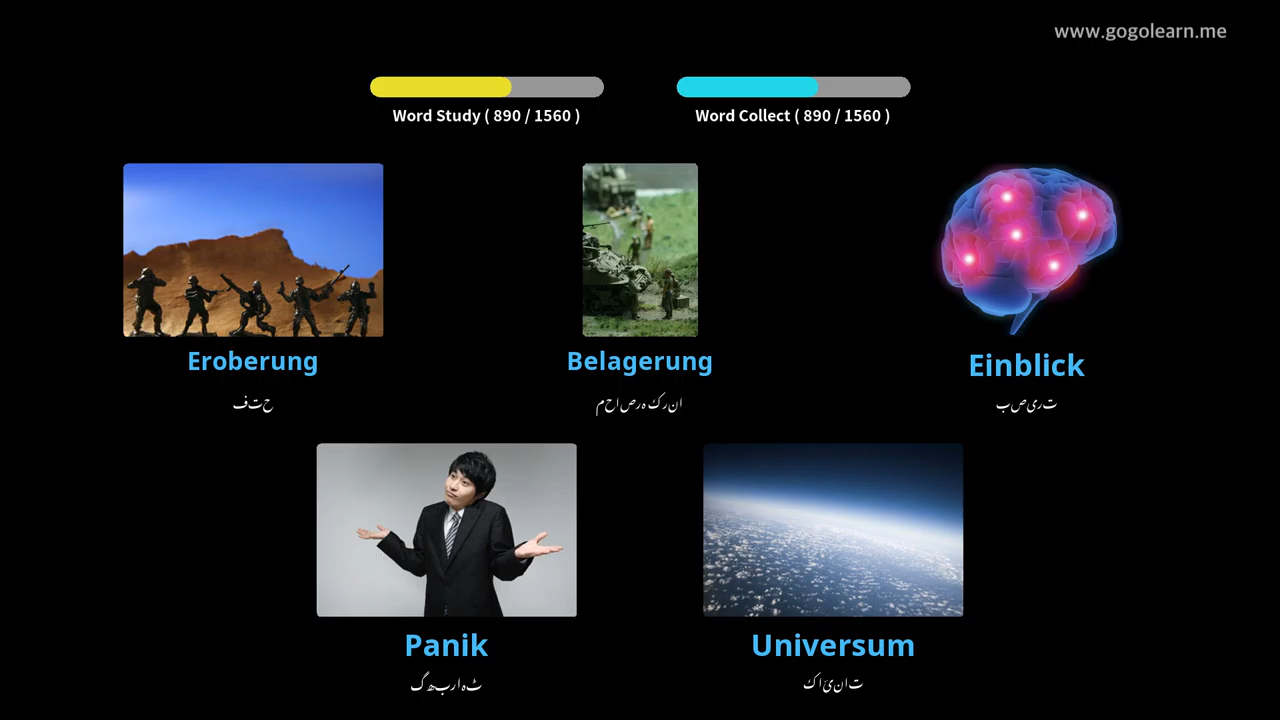 www.gogolearn.me
Word Study ( 890 / 1560 )
Word Collect ( 890 / 1560 )
Eroberung
فتح
Belagerung
محاصرہ کرنا
Einblick
بصیرت
Panik
گھبراہٹ
Universum
کائنات